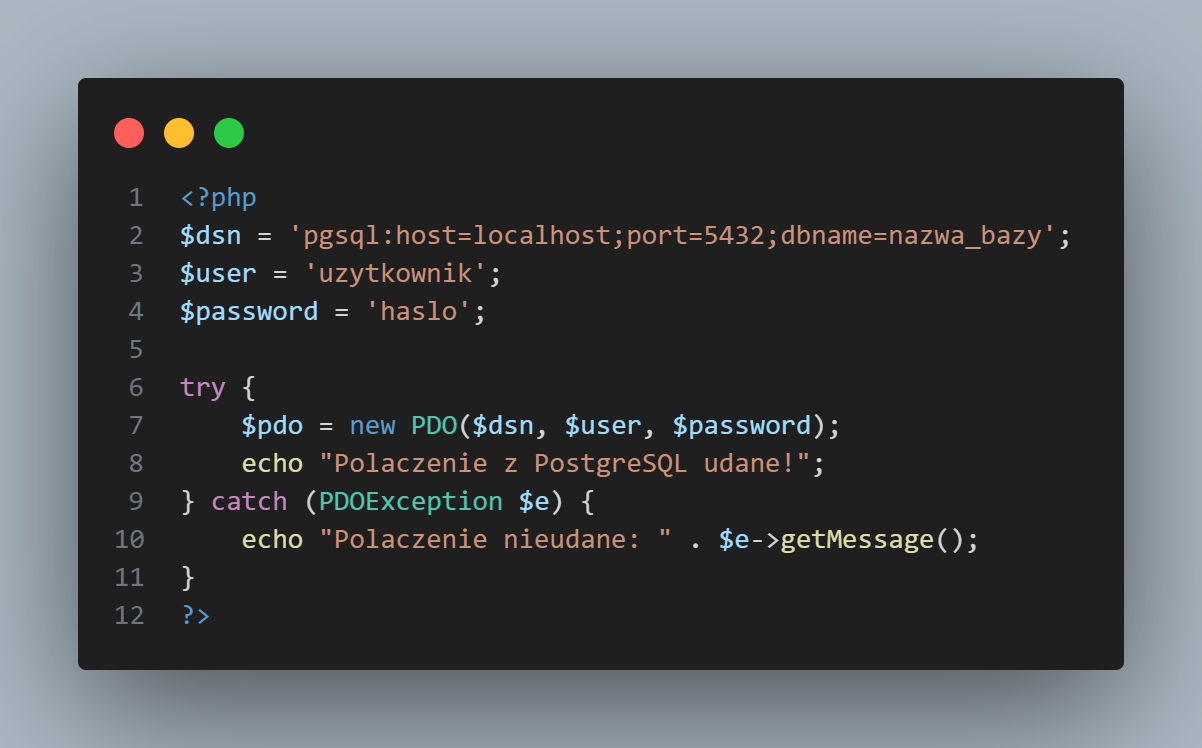 1 <?php
2 $dsn = 'pgsql:host=localhost;port=5432;dbname=nazwa_bazy';
3 $user = 'uzytkownik';
4 $password = 'haslo';
5
6 try {
7     $pdo = new PDO($dsn, $user, $password);
8     echo "Polaczenie z PostgreSQL udane!";
9 } catch (PDOException $e) {
10     echo "Polaczenie nieudane: " . $e->getMessage();
11 }
12 ?>